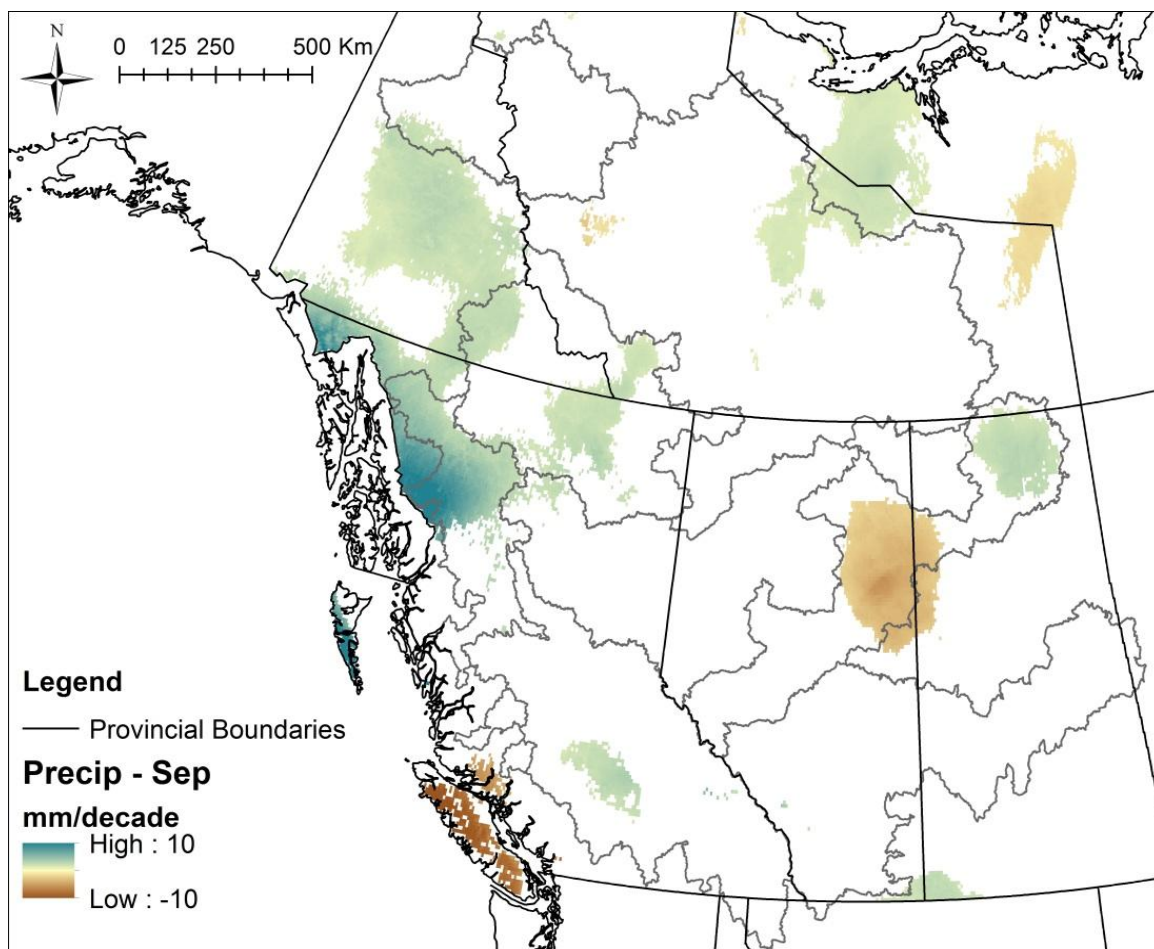 N
0 125 250 500 Km
Legend
Provincial Boundaries
Precip - Sep
mm/decade
High : 10
Low : -10